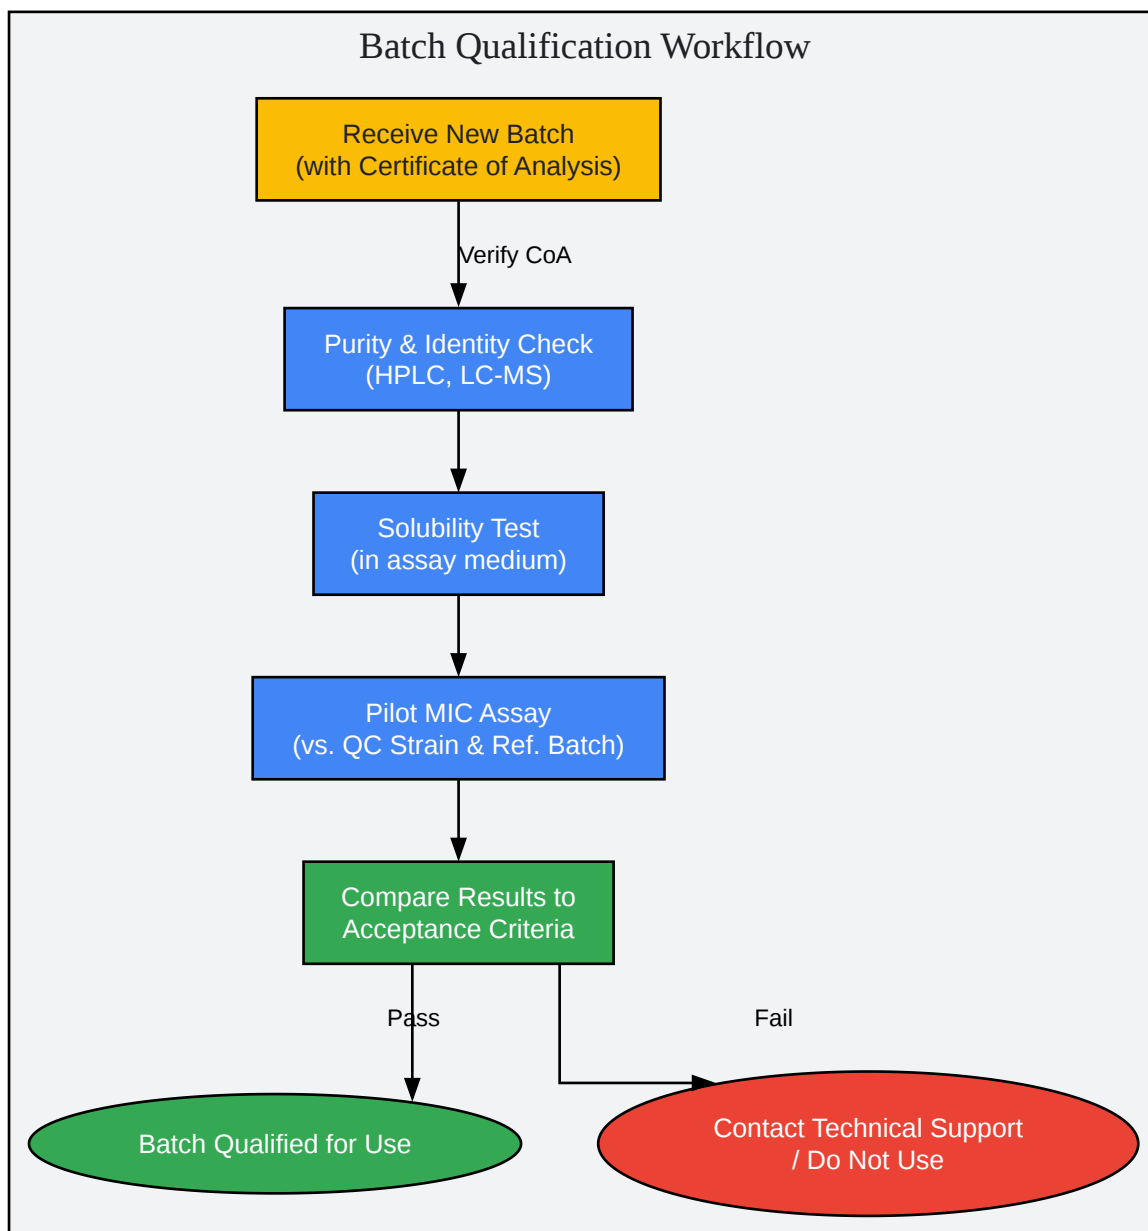 Batch Qualification Workflow
Receive New Batch
(with Certificate of Analysis)
Verify CoA
Purity & Identity Check
(HPLC, LC-MS)
Solubility Test
(in assay medium)
Pilot MIC Assay
(vs. QC Strain & Ref. Batch)
Compare Results to
Acceptance Criteria
Pass
Fail
Batch Qualified for Use
Contact Technical Support
/ Do Not Use